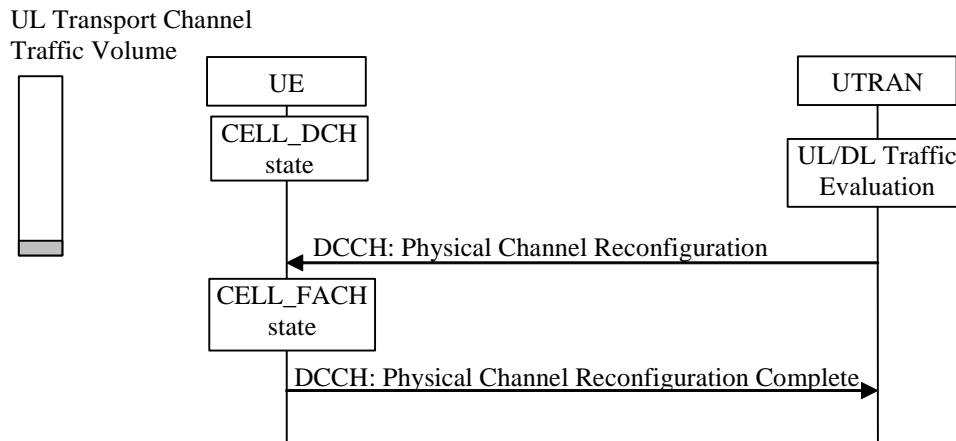 UL Transport Channel
Traffic Volume
UE
UTRAN
CELL_DCH
state
UL/DL Traffic
Evaluation
DCCH: Physical Channel Reconfiguration
CELL_FACH
state
DCCH: Physical Channel Reconfiguration Complete